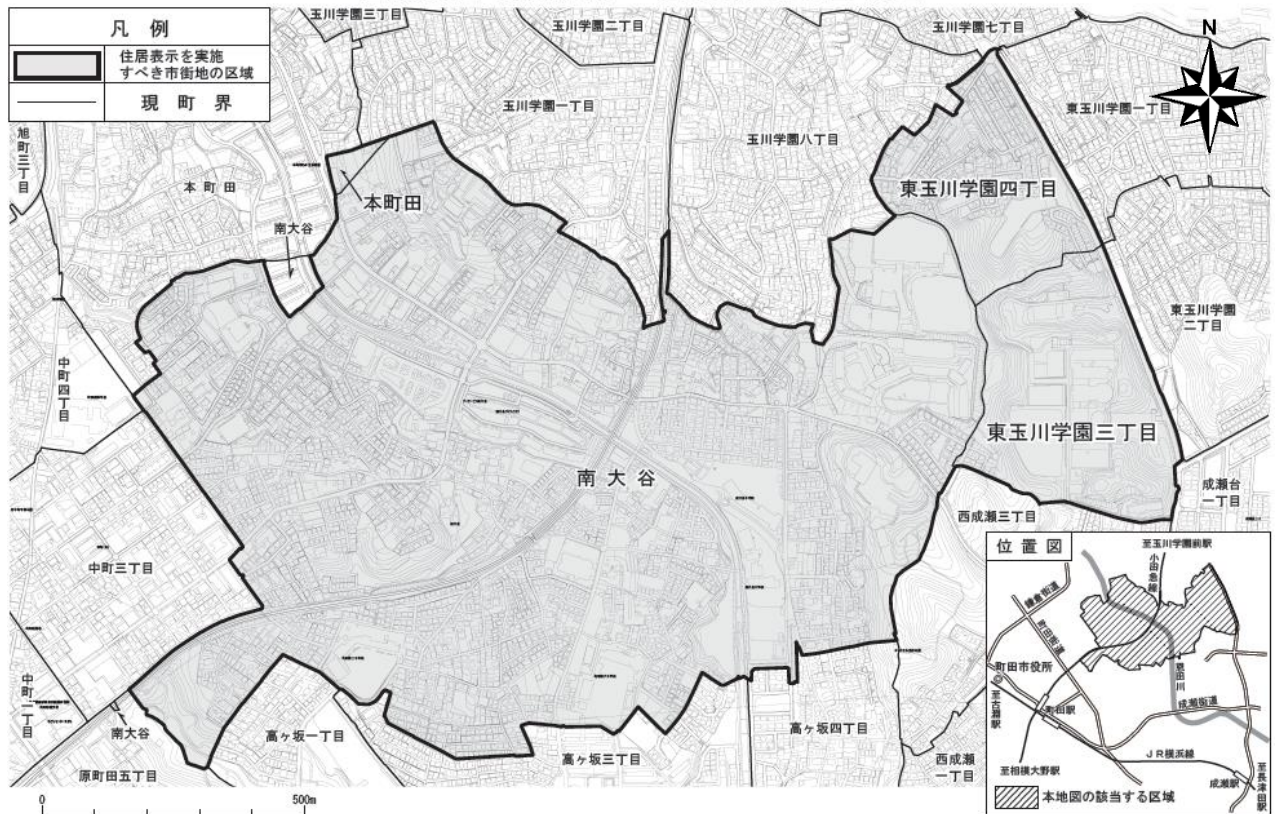 凡 例
住居表示を実施
すべき市街地の区域
現 町 界
玉川学園三丁目
玉川学園二丁目
玉川学園七丁目
N
玉川学園一丁目
東玉川学園一丁目
玉川学園八丁目
旭町三丁目
本町田
本町田
東玉川学園四丁目
南大谷
東玉川学園
二丁目
中町四丁目
東玉川学園三丁目
南 大 谷
成瀬台
一丁目
西成瀬三丁目
中町三丁目
中町一丁目
南大谷
原町田五丁目
高ヶ坂一丁目
高ヶ坂三丁目
高ヶ坂四丁目
西成瀬
一丁目
位 置 図
至玉川学園前駅
小田急線
鎌倉街道
町田街道
町田市役所
恩田川
至古淵駅
町田駅
成瀬街道
JR横浜線
至相模大野駅
成瀬駅
至長津田駅
本地図の該当する区域
0
500m